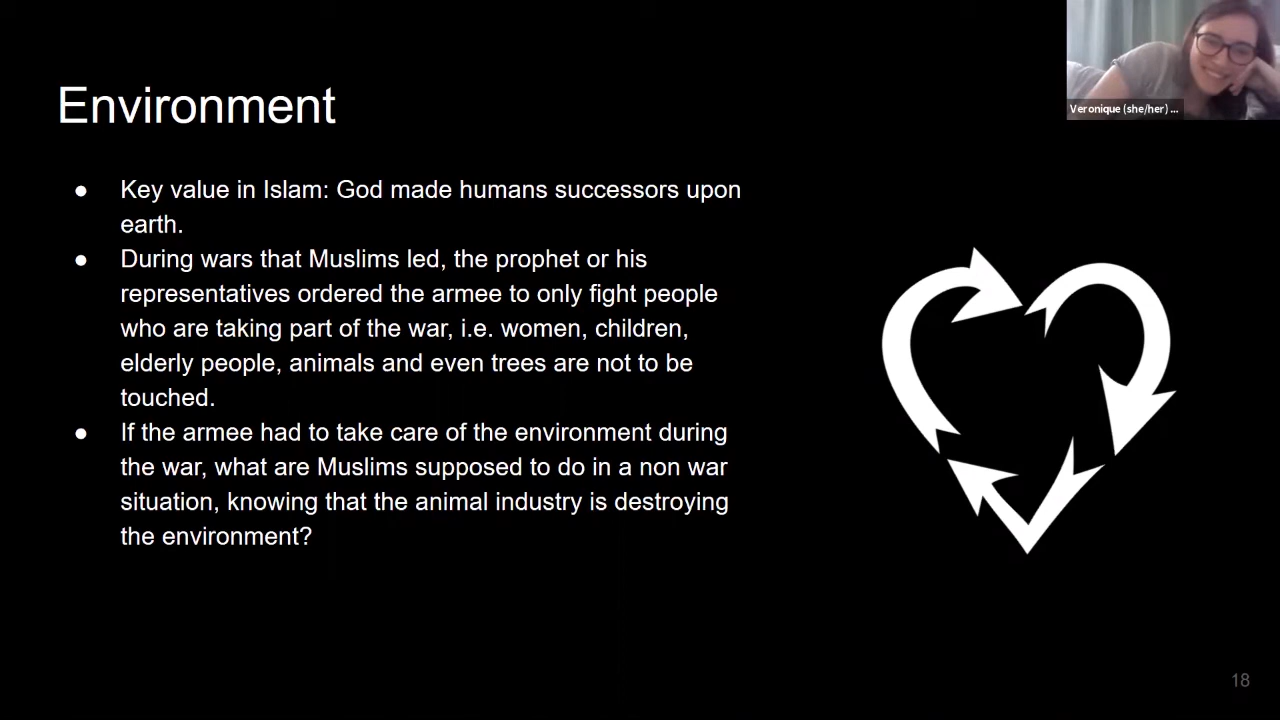 Environment
● Key value in Islam: God made humans successors upon
earth.
● During wars that Muslims led, the prophet or his
representatives ordered the armee to only fight people
who are taking part of the war, i.e. women, children,
elderly people, animals and even trees are not to be
touched.
● If the armee had to take care of the environment during
the war, what are Muslims supposed to do in a non war
situation, knowing that the animal industry is destroying
the environment?
Veronique (she/her) ...
18